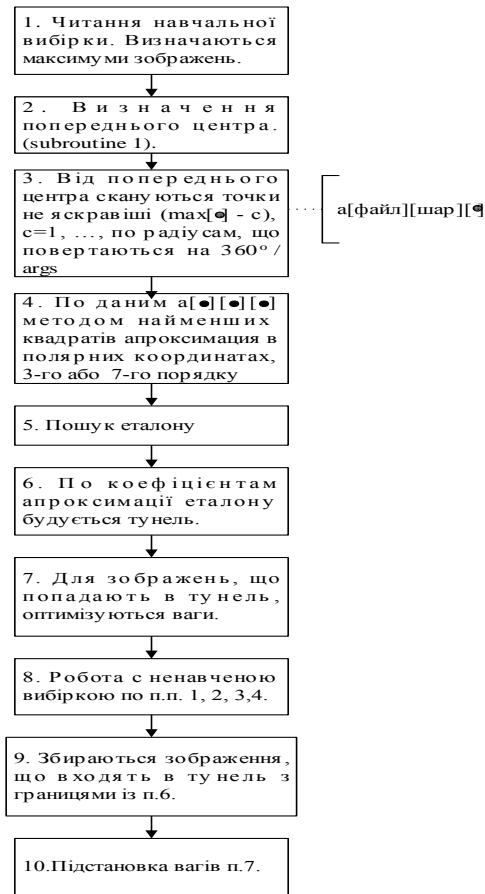 1. Читання навчальної
вибірки. Визначаються
максимуми зображень.
2. Визначення
попереднього центра.
(subroutine 1).
3. Від попереднього
центра скануються точки
не яскравіші (max[●] - c),
c=1, ..., по радіусам, що
повертаються на 360°/
args
а[файл][шар][●]
4. По даним a[●][●][●]
методом найменших
квадратів апроксимация в
полярних координатах,
3-го або 7-го порядку
5. Пошук еталону
6. По коефіцієнтам
апроксимації еталону
будується тунель.
7. Для зображень, що
попадають в тунель,
оптимізуються ваги.
8. Робота с ненавченою
вибіркою по п.п. 1, 2, 3,4.
9. Збираються зображення,
що входять в тунель з
границями із п.6.
10.Підстановка вагів п.7.